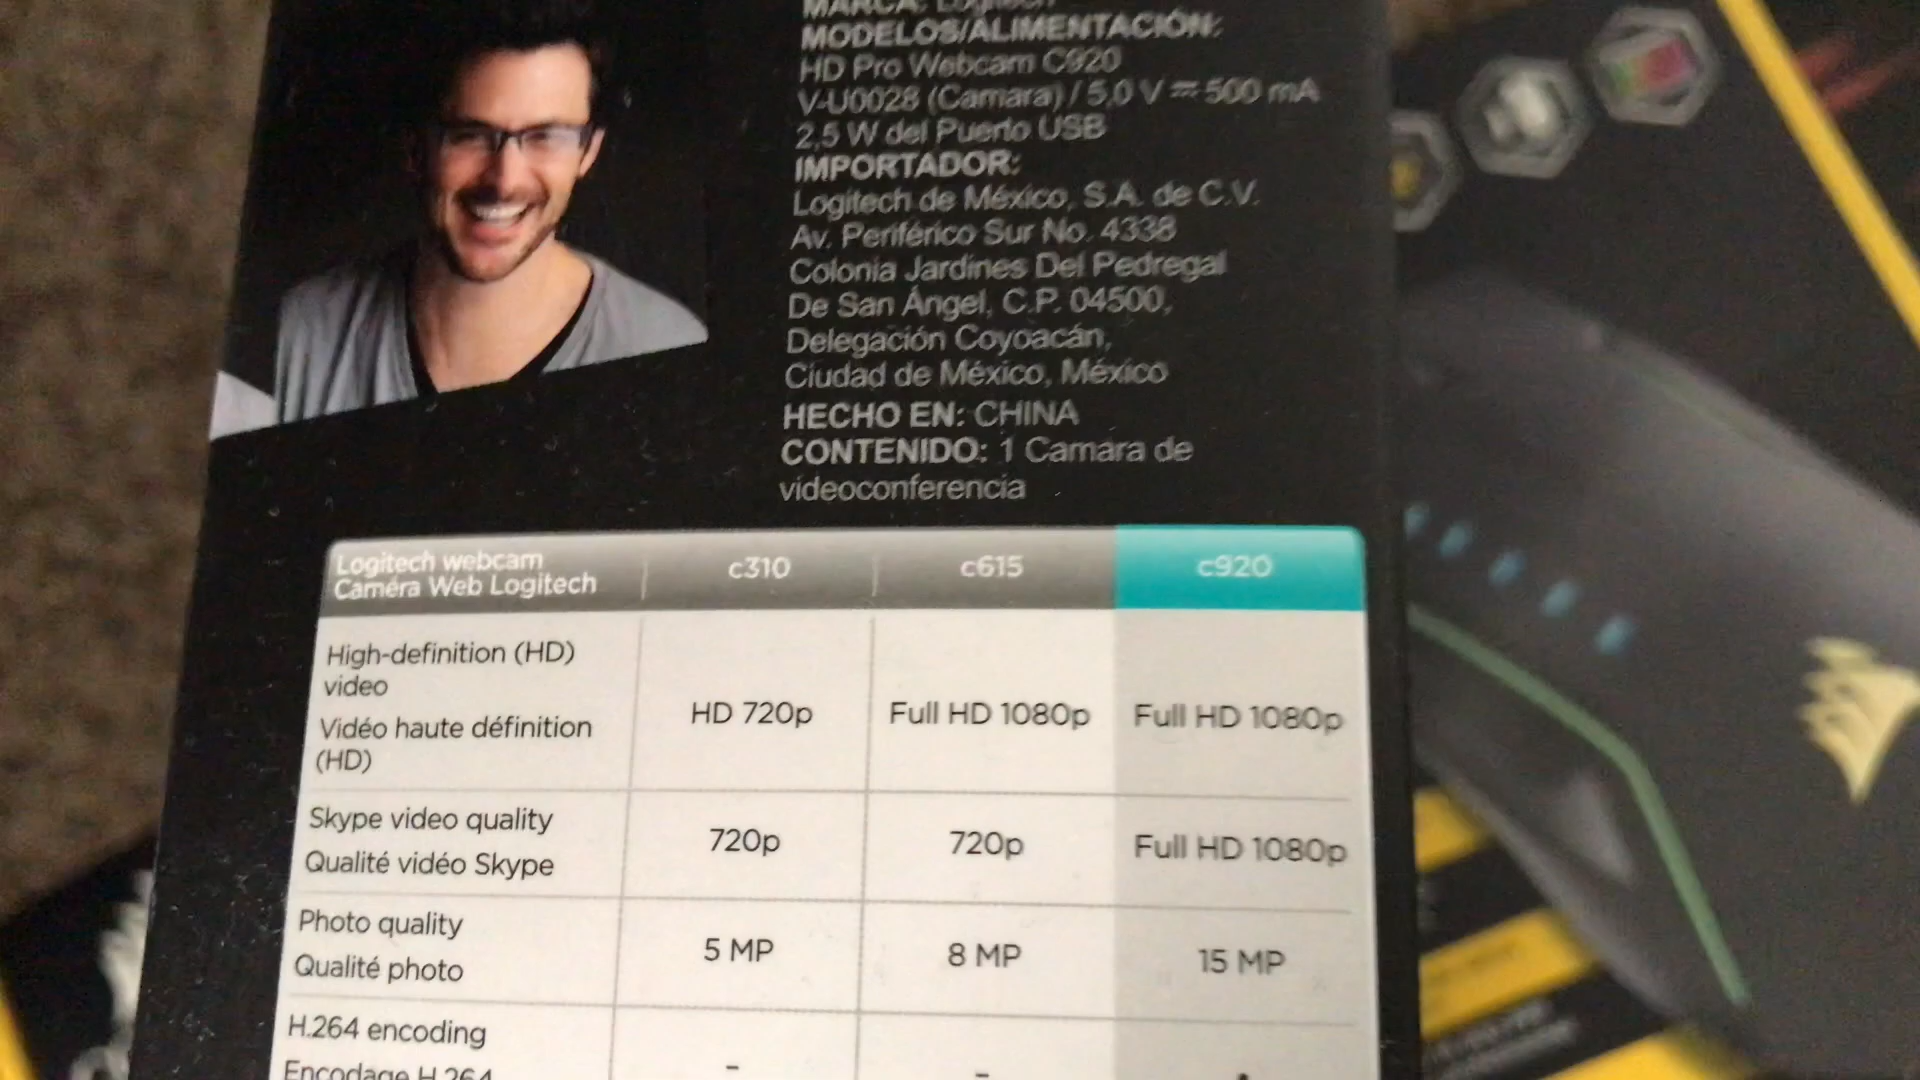 MARCA: Logitech
MODELOS/ALIMENTACIÓN:
HD Pro Webcam C920
V-U0028 (Camara) / 5,0 V ⎓ 500 mA
2,5 W del Puerto USB
IMPORTADOR:
Logitech de México, S.A. de C.V.
Av. Periférico Sur No. 4338
Colonia Jardines Del Pedregal
De San Ángel, C.P. 04500,
Delegación Coyoacán,
Ciudad de México, México
HECHO EN: CHINA
CONTENIDO: 1 Camara de
videoconferencia
Logitech webcam
Caméra Web Logitech
c310
c615
c920
High-definition (HD)
video
Vidéo haute définition
(HD)
HD 720p
Full HD 1080p
Full HD 1080p
Skype video quality
Qualité vidéo Skype
720p
720p
Full HD 1080p
Photo quality
Qualité photo
5 MP
8 MP
15 MP
H.264 encoding
Encodage H.264
-
-
•